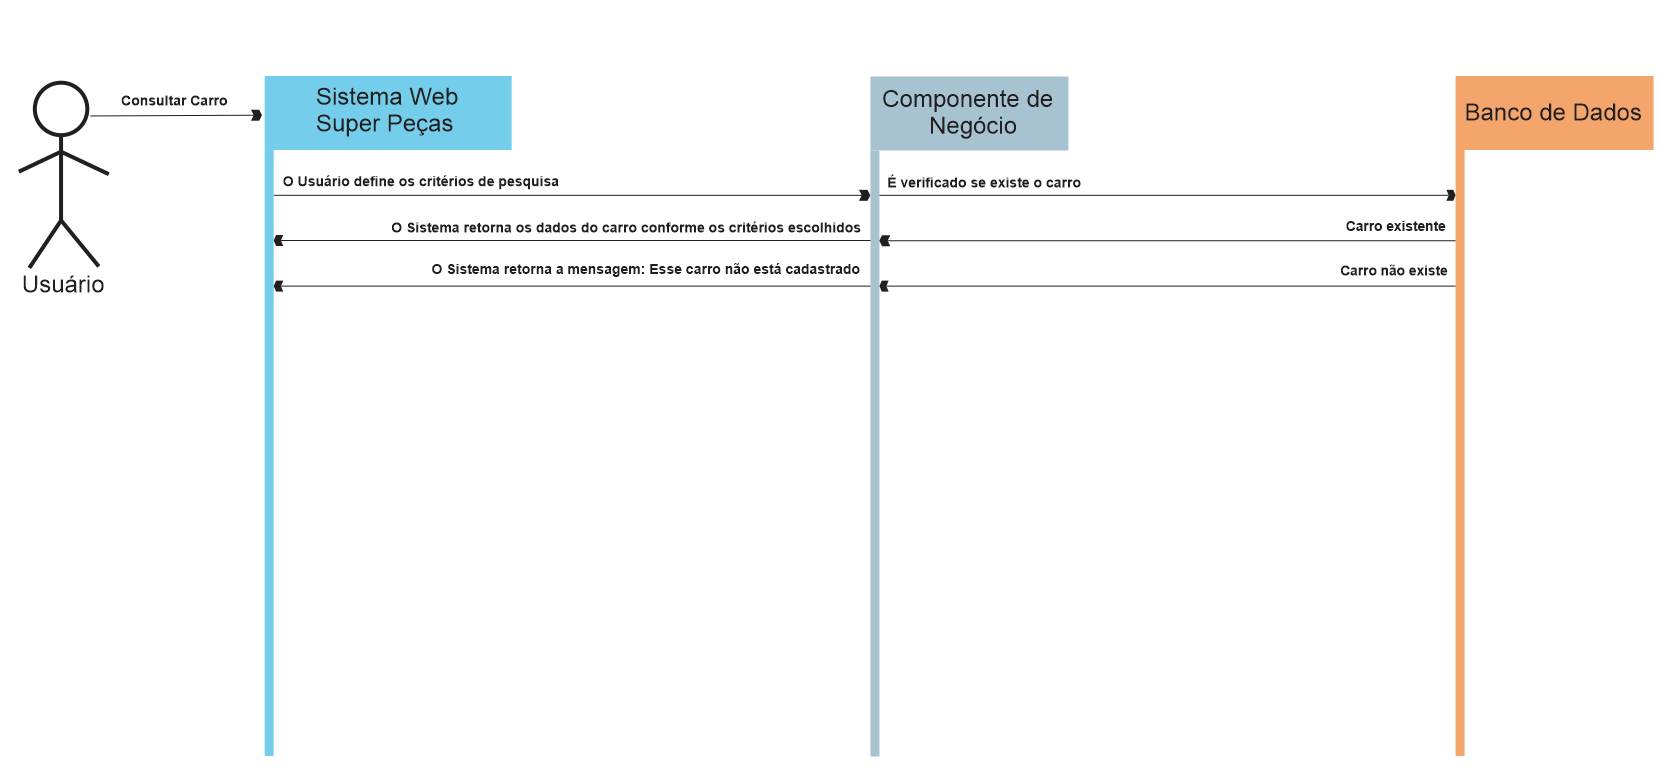 Consultar Carro
Sistema Web
Super Peças
Componente de
Negócio
Banco de Dados
O Usuário define os critérios de pesquisa
É verificado se existe o carro
O Sistema retorna os dados do carro conforme os critérios escolhidos
Carro existente
O Sistema retorna a mensagem: Esse carro não está cadastrado
Carro não existe
Usuário